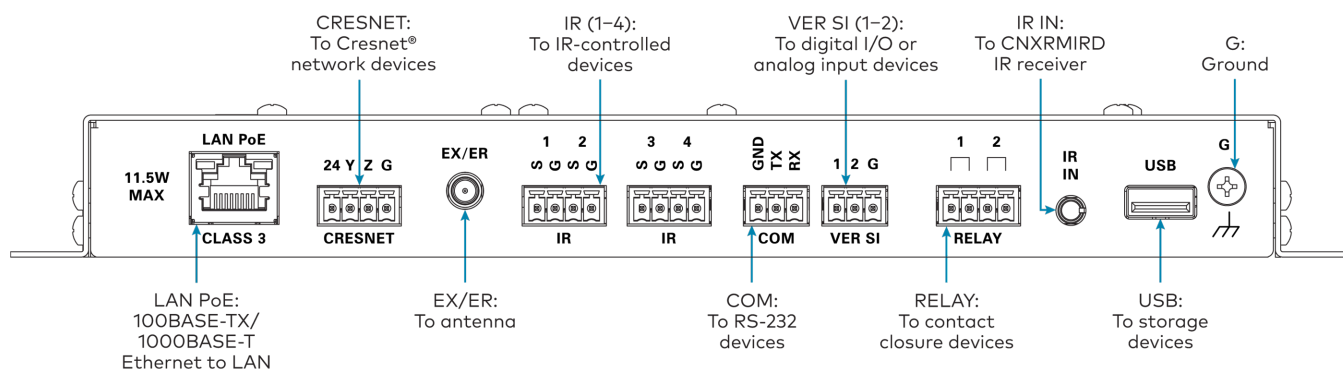 CRESNET:
To Cresnet®
network devices
IR (1–4):
To IR-controlled
devices
VER SI (1–2):
To digital I/O or
analog input devices
IR IN:
To CNXRMIRD
IR receiver
G:
Ground
11.5W
MAX
LAN PoE
CLASS 3
24 Y Z G
CRESNET
EX/ER
1 2
S G S G
IR
3 4
S G S G
IR
GND TX RX
COM
1 2 G
VER SI
1 2
RELAY
IR
IN
USB
G
LAN PoE:
100BASE-TX/
1000BASE-T
Ethernet to LAN
EX/ER:
To antenna
COM:
To RS-232
devices
RELAY:
To contact
closure devices
USB:
To storage
devices